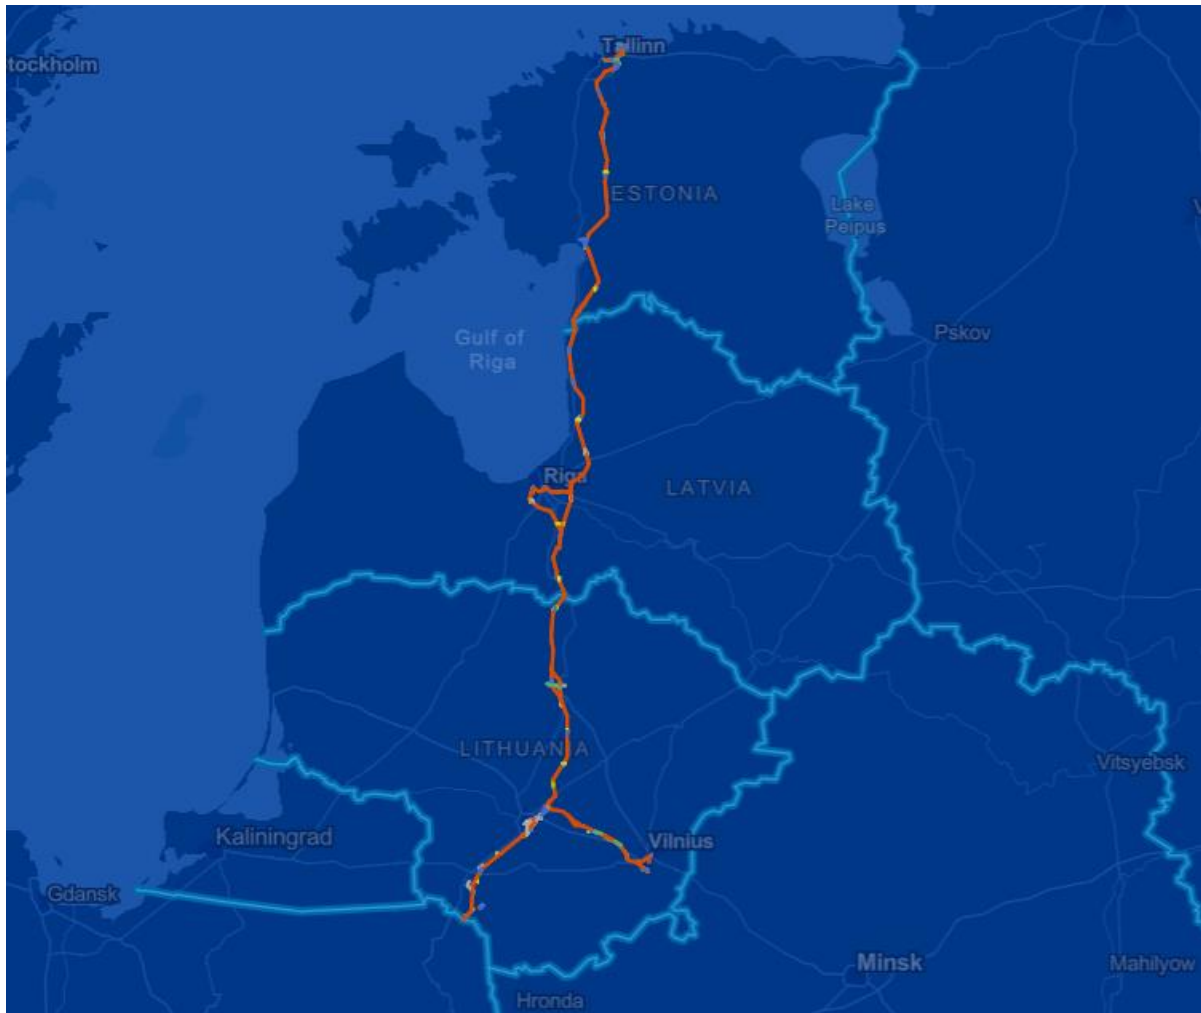 Tallinn
tockholm
ESTONIA
Lake
Peipus
Gulf of
Riga
Pskov
Riga
LATVIA
LITHUANIA
Vitsyebsk
Kaliningrad
Vilnius
Gdansk
Minsk
Mahilyow
Hronda